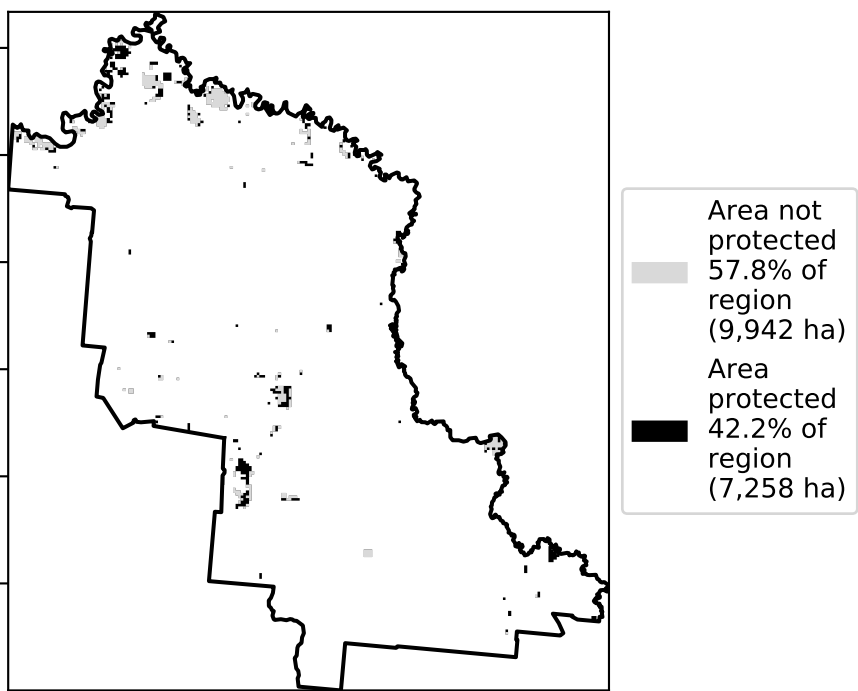 Area not
protected
57.8% of
region
(9,942 ha)
Area
protected
42.2% of
region
(7,258 ha)